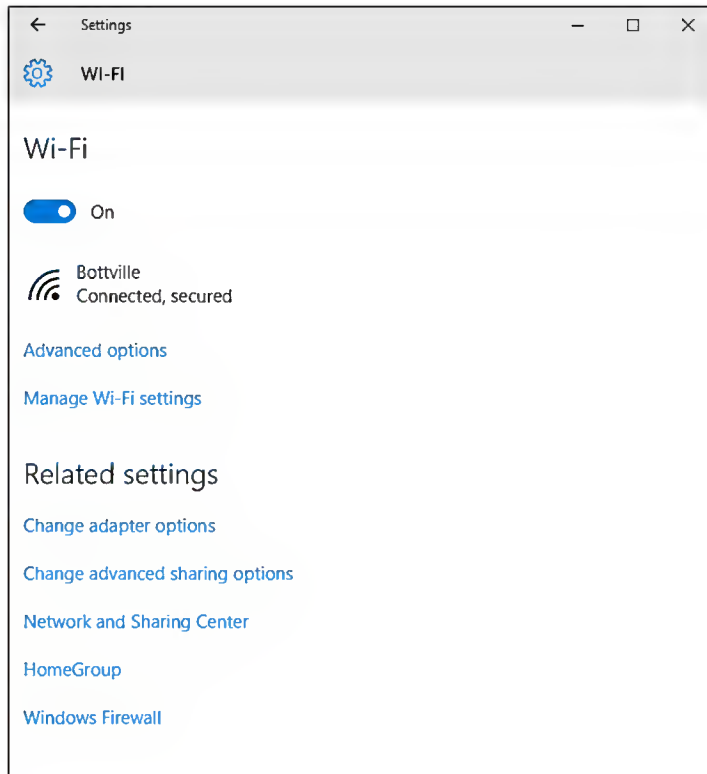 Settings
WI-FI
Wi-Fi
On
Bottville
Connected, secured
Advanced options
Manage Wi-Fi settings
Related settings
Change adapter options
Change advanced sharing options
Network and Sharing Center
HomeGroup
Windows Firewall